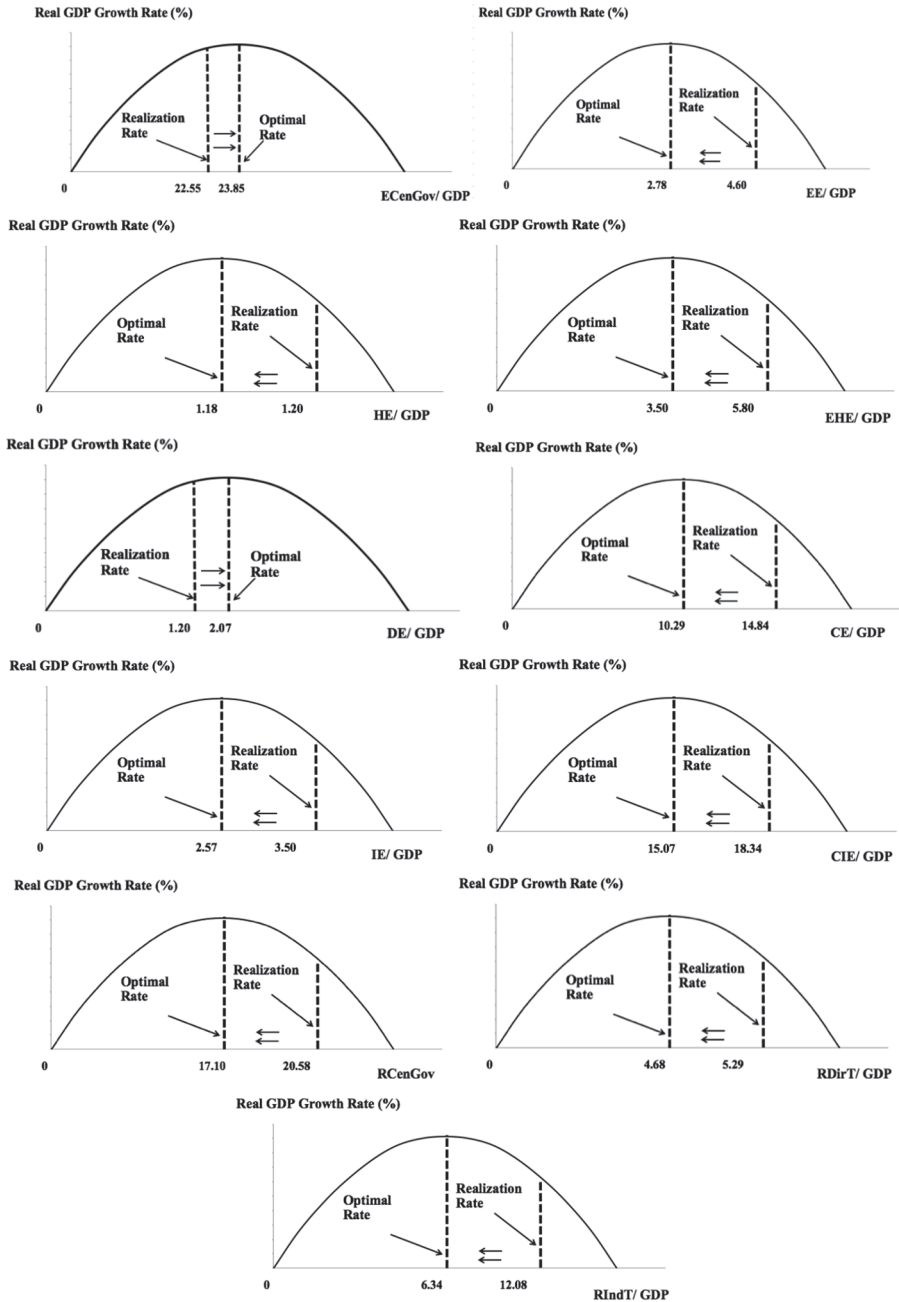 Real GDP Growth Rate (%)
Realization
Rate
Optimal
Rate
0
22.55
23.85
ECenGov/ GDP
Real GDP Growth Rate (%)
Optimal
Rate
Realization
Rate
0
2.78
4.60
EE/ GDP
Real GDP Growth Rate (%)
Optimal
Rate
Realization
Rate
0
1.18
1.20
HE/ GDP
Real GDP Growth Rate (%)
Optimal
Rate
Realization
Rate
0
3.50
5.80
EHE/ GDP
Real GDP Growth Rate (%)
Realization
Rate
Optimal
Rate
0
1.20
2.07
DE/ GDP
Real GDP Growth Rate (%)
Optimal
Rate
Realization
Rate
0
10.29
14.84
CE/ GDP
Real GDP Growth Rate (%)
Optimal
Rate
Realization
Rate
0
2.57
3.50
IE/ GDP
Real GDP Growth Rate (%)
Optimal
Rate
Realization
Rate
0
15.07
18.34
CIE/ GDP
Real GDP Growth Rate (%)
Optimal
Rate
Realization
Rate
0
17.10
20.58
RCenGov
Real GDP Growth Rate (%)
Optimal
Rate
Realization
Rate
0
4.68
5.29
RDirT/ GDP
Real GDP Growth Rate (%)
Optimal
Rate
Realization
Rate
0
6.34
12.08
RIndT/ GDP